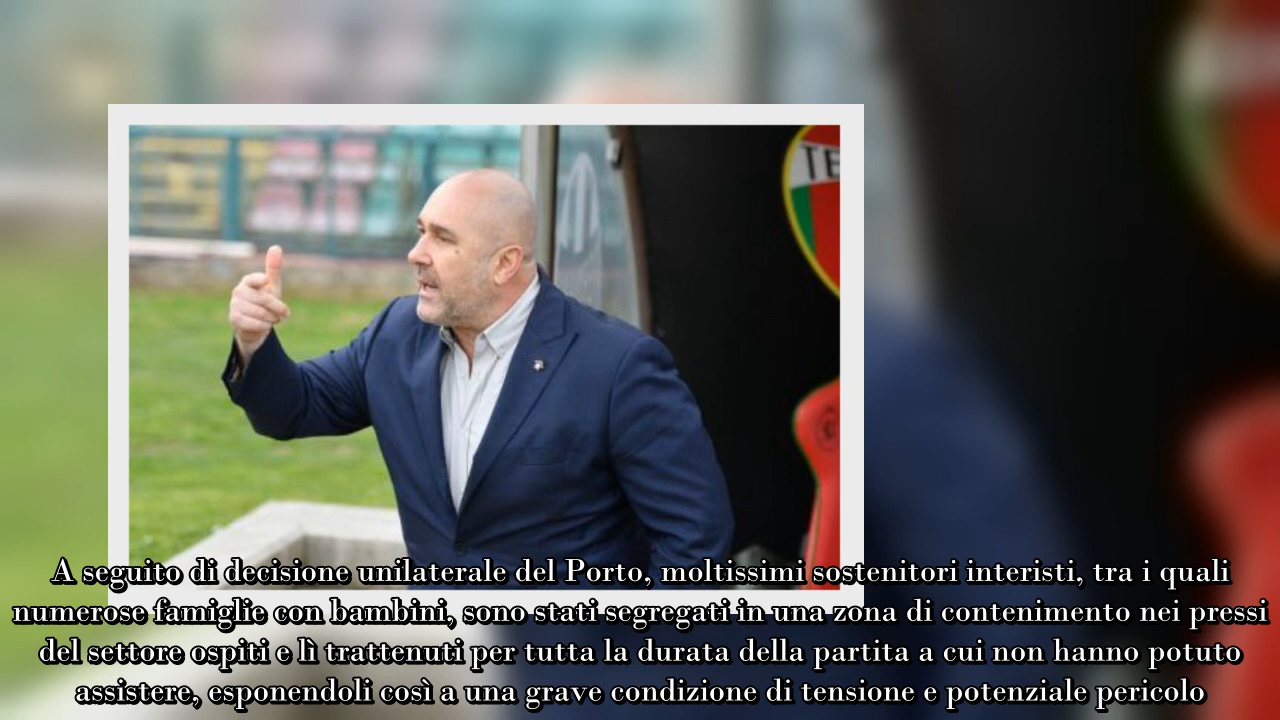 TE
A seguito di decisione unilaterale del Porto, moltissimi sostenitori interisti, tra i quali
numerose famiglie con bambini, sono stati segregati in una zona di contenimento nei pressi
del settore ospiti e lì trattenuti per tutta la durata della partita a cui non hanno potuto
assistere, esponendoli così a una grave condizione di tensione e potenziale pericolo